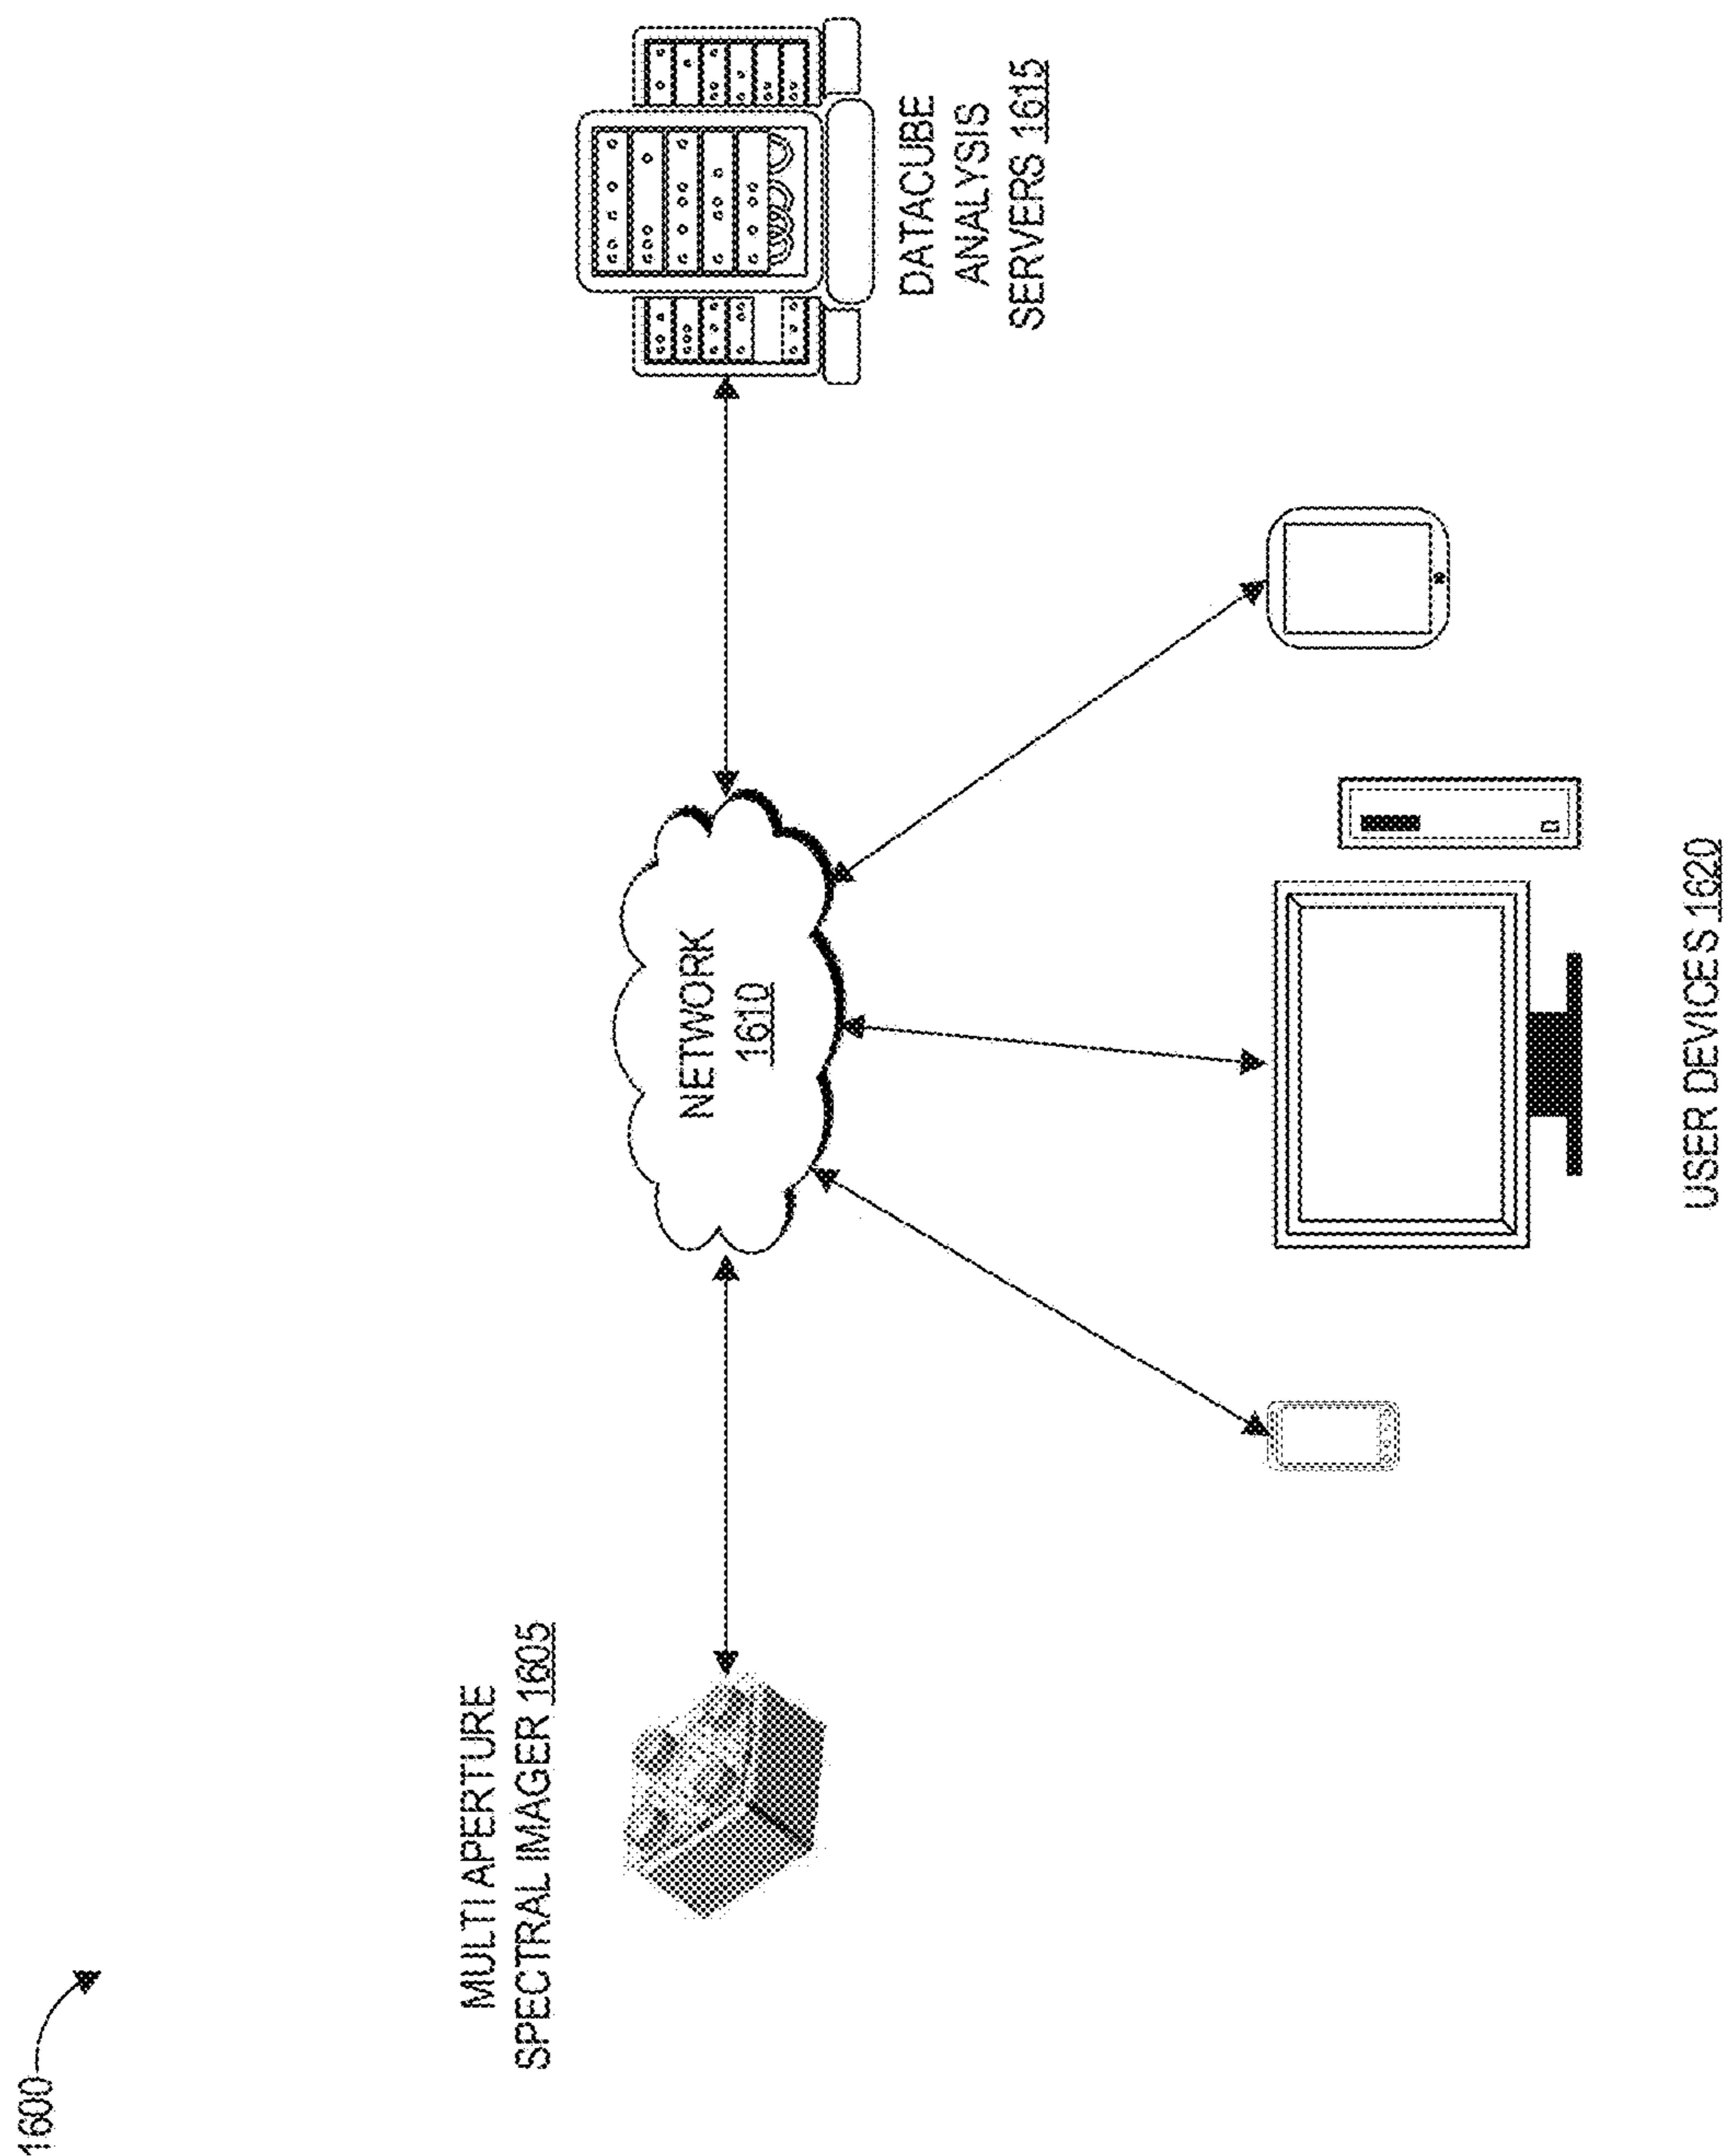 1600
MULTI APERTURE
SPECTRAL IMAGER 1605
NETWORK
1610
DATACUBE
ANALYSIS
SERVERS 1615
USER DEVICES 1620